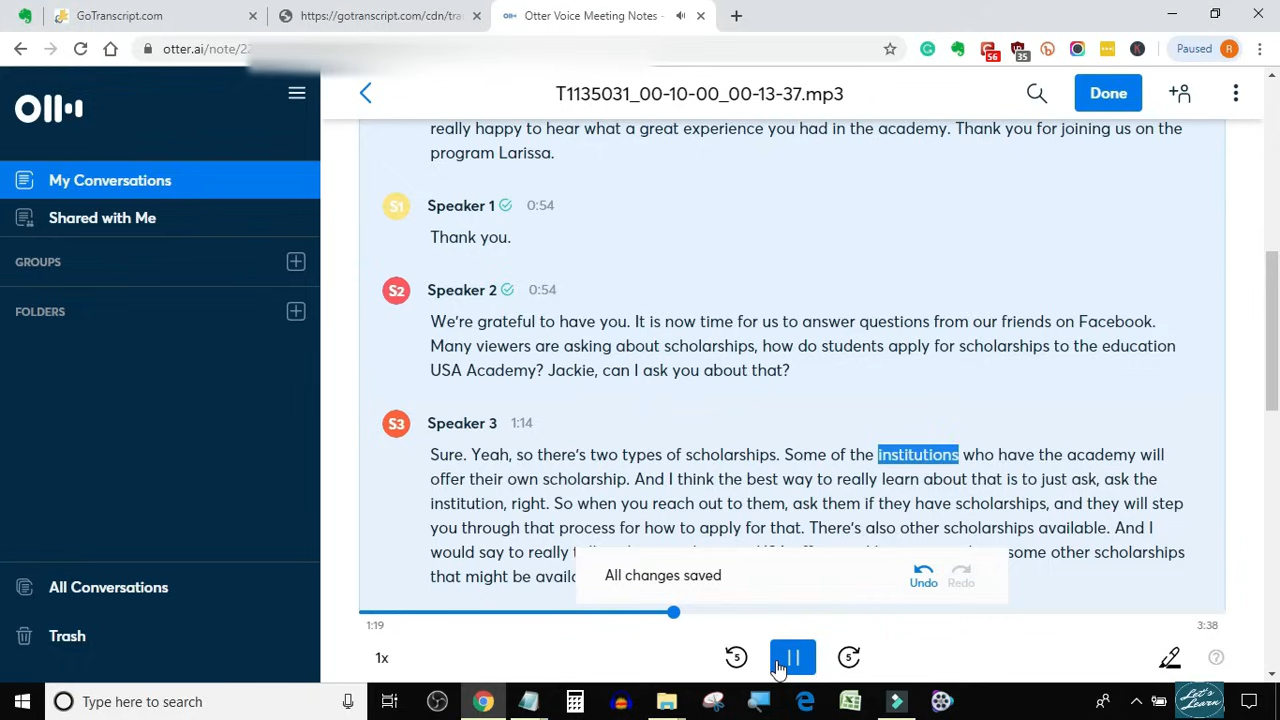 GoTranscript.com
https://gotranscript.com/cdn/tra
Otter Voice Meeting Notes -
otter.ai/note/2
56
35
Paused
R
T1135031_00-10-00_00-13-37.mp3
Done
My Conversations
Shared with Me
GROUPS
FOLDERS
All Conversations
Trash
really happy to hear what a great experience you had in the academy. Thank you for joining us on the
program Larissa.
S1
Speaker 1
0:54
Thank you.
S2
Speaker 2
0:54
We're grateful to have you. It is now time for us to answer questions from our friends on Facebook.
Many viewers are asking about scholarships, how do students apply for scholarships to the education
USA Academy? Jackie, can I ask you about that?
S3
Speaker 3
1:14
Sure. Yeah, so there's two types of scholarships. Some of the institutions who have the academy will
offer their own scholarship. And I think the best way to really learn about that is to just ask, ask the
institution, right. So when you reach out to them, ask them if they have scholarships, and they will step
you through that process for how to apply for that. There's also other scholarships available. And I
would say to really some other scholarships
that might be
All changes saved
Undo
Redo
1:19
3:38
1x
5
5
Type here to search
Let's
Learn